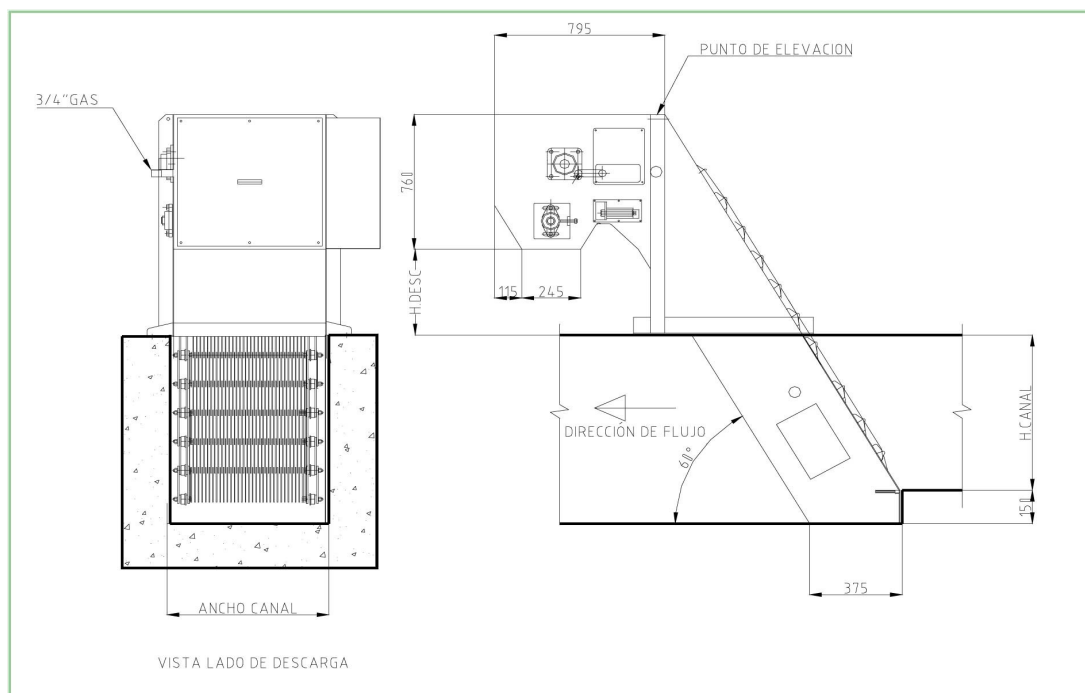 795
PUNTO DE ELEVACION
3/4"GAS
760
H.DESC
115
245
DIRECCIÓN DE FLUJO
60°
H.CANAL
150
375
ANCHO CANAL
VISTA LADO DE DESCARGA